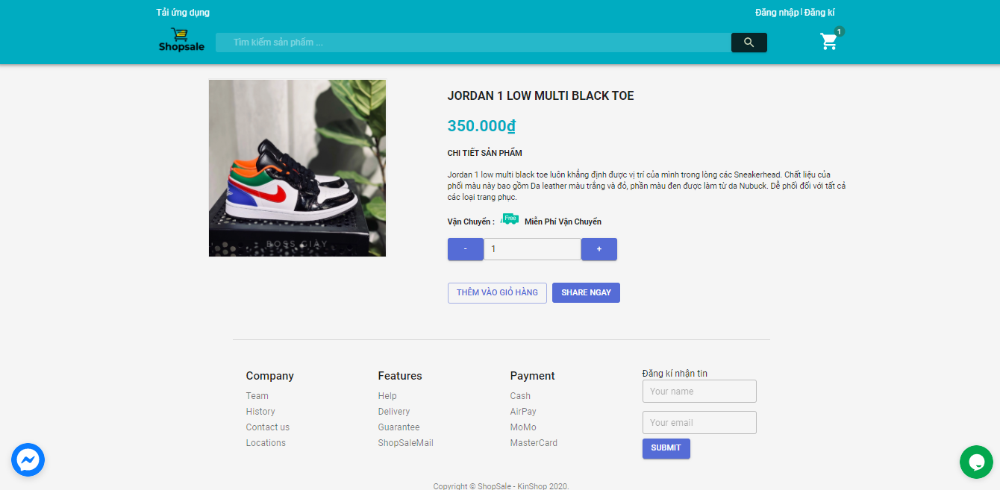 Tải ứng dụng
Đăng nhập | Đăng kí
Shopsale
Tìm kiếm sản phẩm ...
1
JORDAN 1 LOW MULTI BLACK TOE
350.000₫
CHI TIẾT SẢN PHẨM
Jordan 1 low multi black toe luôn khẳng định được vị trí của mình trong lòng các Sneakerhead. Chất liệu của
phối màu này bao gồm Da leather màu trắng và đỏ, phần màu đen được làm từ da Nubuck. Dễ phối đối với tất cả
các loại trang phục.
Vận Chuyển : Free Miễn Phí Vận Chuyển
- 1 +
BOSS GIÀY
THÊM VÀO GIỎ HÀNG SHARE NGAY
Company
Team
History
Contact us
Locations
Features
Help
Delivery
Guarantee
ShopSaleMail
Payment
Cash
AirPay
MoMo
MasterCard
Đăng kí nhận tin
Your name
Your email
SUBMIT
Copyright © ShopSale - KinShop 2020.